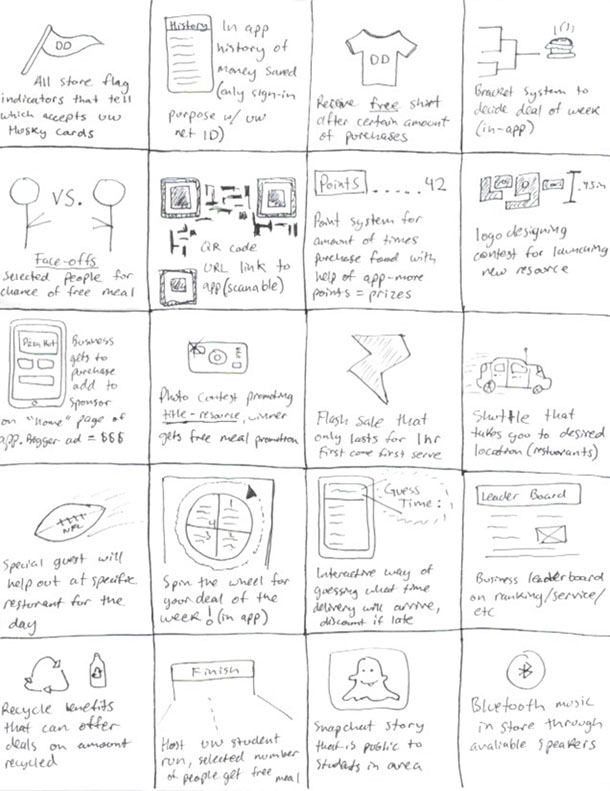 DD
All store flag
indicators that tell
which accepts UW
Husky Cards
History
In app
history of
money saved
(only sign-in
purpose w/ UW
net ID)
DD
Receive free shirt
after certain amount
of purchases
Bracket system to
decide deal of week
(in-app)
VS.
Face-offs
Selected people for
chance of free meal
QR code
URL link to
app (scanable)
Points ..... 42
Point system for
amount of times
purchase food with
help of app-more
points = prizes
.45in
logo designing
contest for launching
new resource
Business
gets to
purchase
add to
sponsor
on "home" page of
app. Bigger ad = $$$
Photo Contest promoting
title-resource, winner
gets free meal promotion
Flash Sale that
only lasts for 1hr
First come first serve
Shuttle that
takes you to desired
location (resturants)
NFL
Special guest will
help out at specific
resturant for the
day
1
2
3
4
Spin the wheel for
your deal of the
week! (in app)
Guess
Time:
Interactive way of
guessing what time
delivery will arrive,
discount if late
Leader Board
Business leaderboard
on ranking/service/
etc
Recycle benefits
that can offer
deals on amount
recycled
Finish
Host UW student
run, selected number
of people get free meal
Snapchat story
that is public to
students in area
Bluetooth music
in store through
avaliable speakers